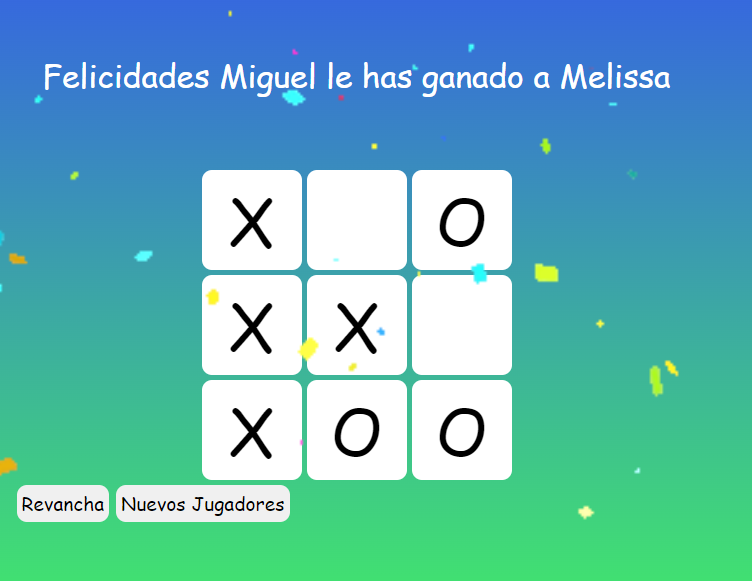 Felicidades Miguel le has ganado a Melissa
X O
X X
X O O
Revancha Nuevos Jugadores